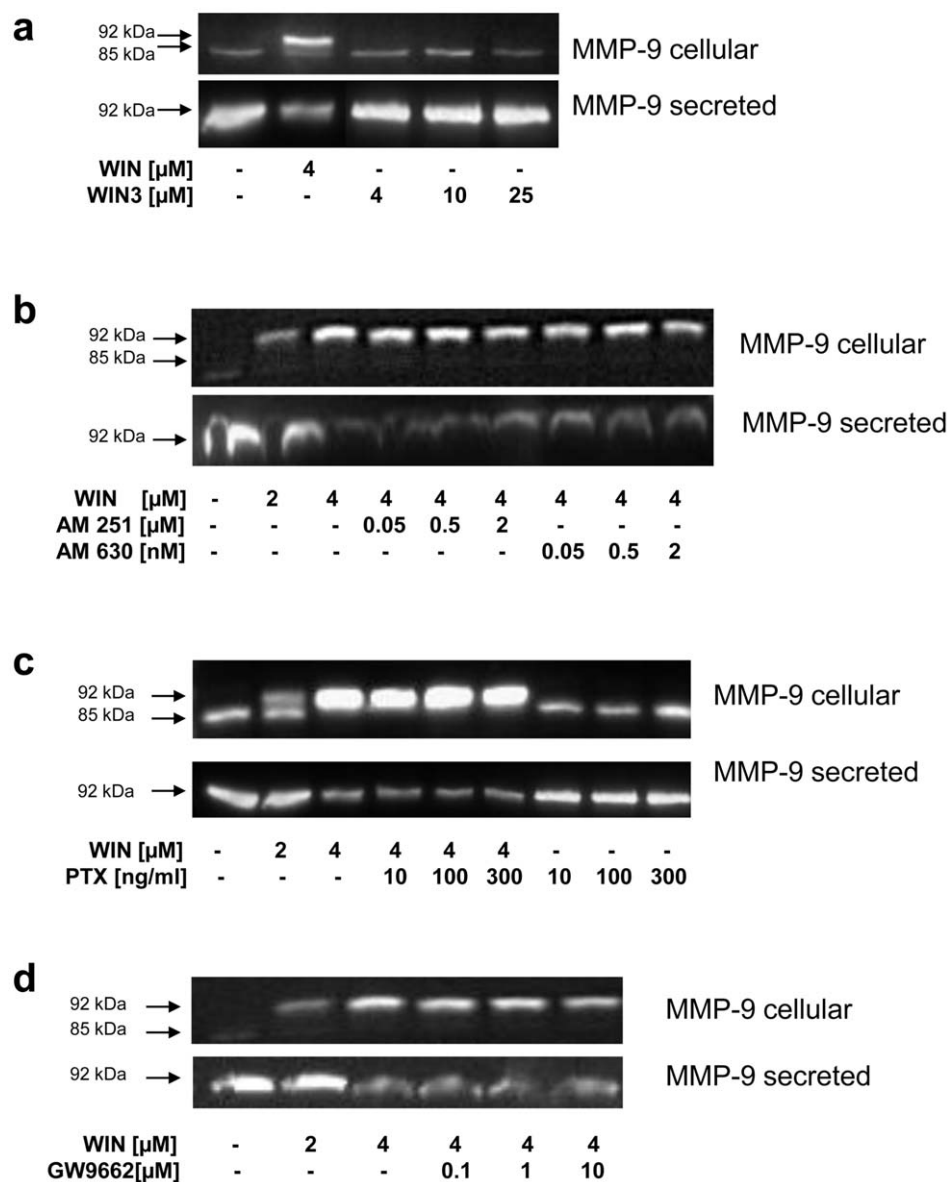 a
92 kDa
85 kDa
MMP-9 cellular
92 kDa
MMP-9 secreted
WIN [µM] - 4 - - -
WIN3 [µM] - - 4 10 25
b
92 kDa
85 kDa
MMP-9 cellular
92 kDa
MMP-9 secreted
WIN [µM] - 2 4 4 4 4 4 4 4
AM 251 [µM] - - - 0.05 0.5 2 - - -
AM 630 [nM] - - - - - - 0.05 0.5 2
c
92 kDa
85 kDa
MMP-9 cellular
92 kDa
MMP-9 secreted
WIN [µM] - 2 4 4 4 4 - - -
PTX [ng/ml] - - - 10 100 300 10 100 300
d
92 kDa
85 kDa
MMP-9 cellular
92 kDa
MMP-9 secreted
WIN [µM] - 2 4 4 4 4
GW9662[µM] - - - 0.1 1 10